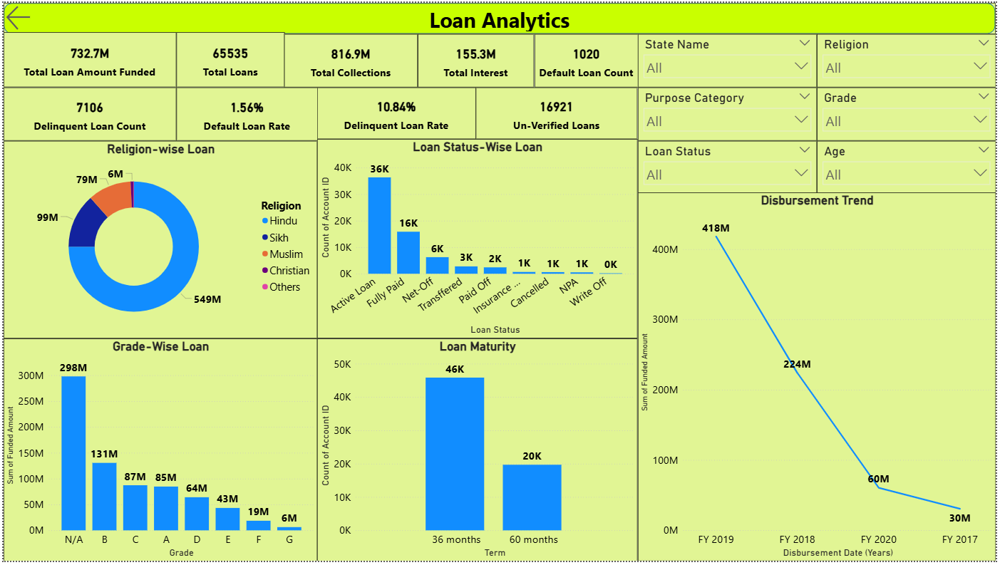 Loan Analytics
732.7M
Total Loan Amount Funded
65535
Total Loans
816.9M
Total Collections
155.3M
Total Interest
1020
Default Loan Count
State Name
All
Religion
All
7106
Delinquent Loan Count
1.56%
Default Loan Rate
10.84%
Delinquent Loan Rate
16921
Un-Verified Loans
Purpose Category
All
Grade
All
Loan Status
All
Age
All
Religion-wise Loan
6M
79M
99M
549M
Religion
Hindu
Sikh
Muslim
Christian
Others
Loan Status-Wise Loan
Count of Account ID
40K
30K
20K
10K
0K
36K
16K
6K
3K
2K
1K
1K
1K
0K
Active Loan
Fully Paid
Net-Off
Transffered
Paid Off
Insurance ...
Cancelled
NPA
Write Off
Loan Status
Disbursement Trend
Sum of Funded Amount
400M
300M
200M
100M
0M
418M
224M
60M
30M
FY 2019
FY 2018
FY 2020
FY 2017
Disbursement Date (Years)
Grade-Wise Loan
Sum of Funded Amount
300M
250M
200M
150M
100M
50M
0M
298M
131M
87M
85M
64M
43M
19M
6M
N/A
B
C
A
D
E
F
G
Grade
Loan Maturity
Count of Account ID
50K
40K
30K
20K
10K
0K
46K
20K
36 months
60 months
Term